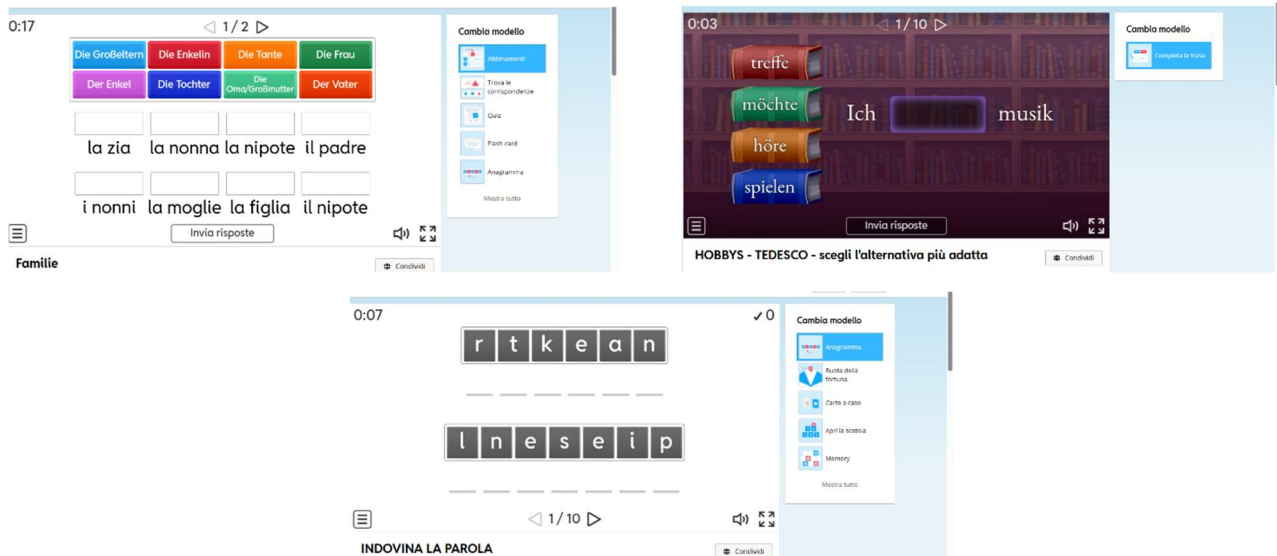 0:17
1/2
Die Großeltern Die Enkelin Die Tante Die Frau
Der Enkel Die Tochter Die Oma/Großmutter Der Vater
la zia la nonna la nipote il padre
i nonni la moglie la figlia il nipote
Invia risposte
Familie
Condividi
Cambia modello
Abbinamenti
Trova le corrispondenze
Quiz
Flash card
Anagramma
Mostra tutto
0:03
1/10
treffe
möchte
höre
spielen
Ich musik
Invia risposte
HOBBYS - TEDESCO - scegli l'alternativa più adatta
Condividi
Cambia modello
Completa la frase
0:07
✓ 0
r t k e a n
l n e s e i p
1/10
INDOVINA LA PAROLA
Condividi
Cambia modello
Anagramma
Ruota della fortuna
Carte a caso
Apri la scatola
Memory
Mostra tutto